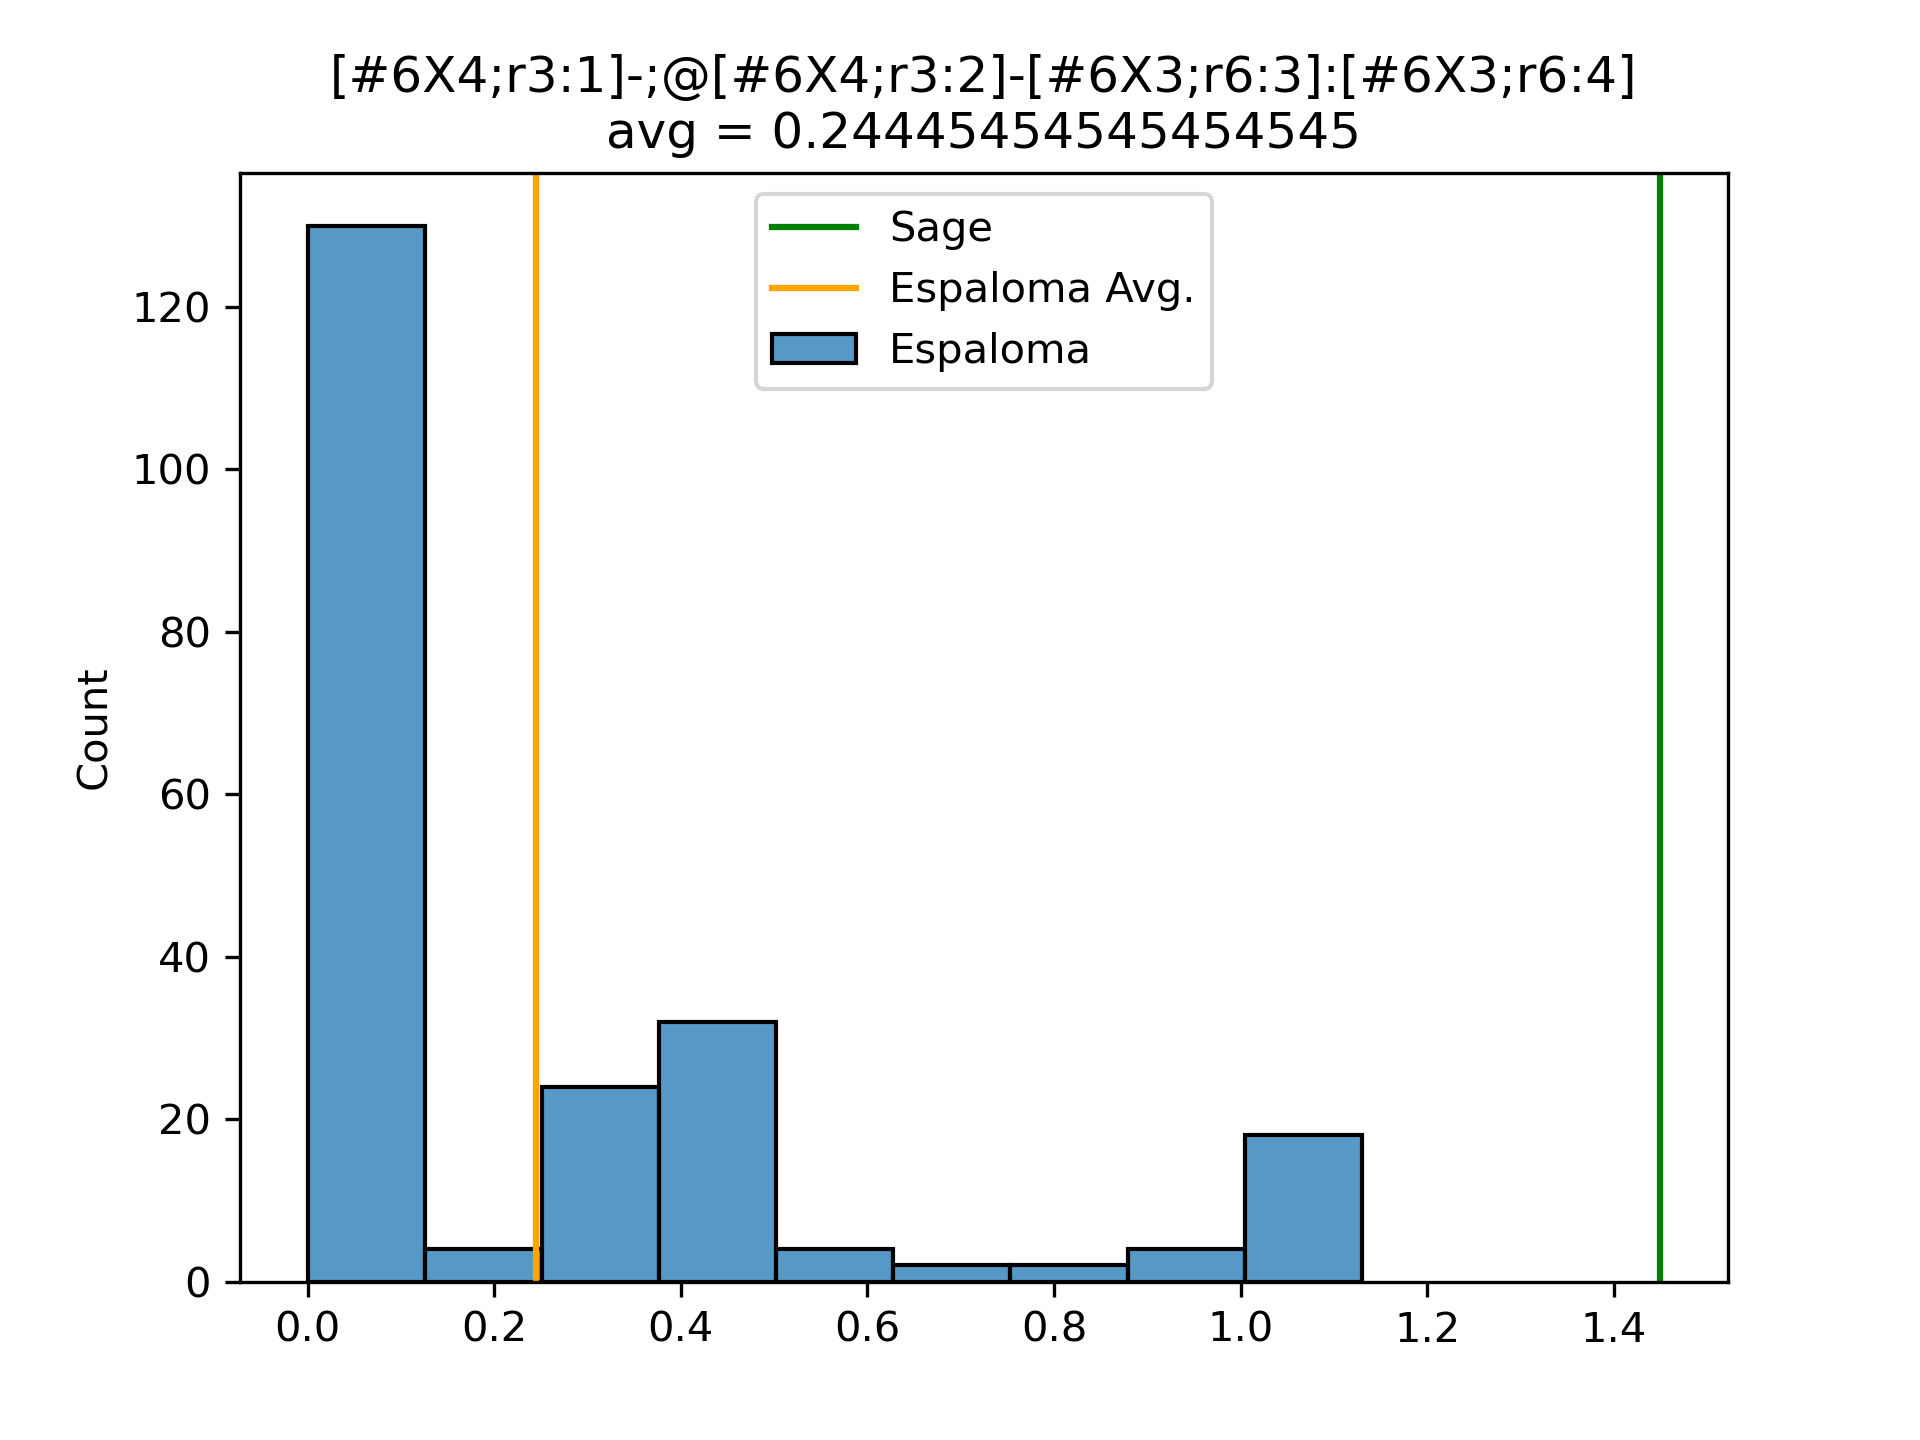 [#6X4;r3:1]-;@[#6X4;r3:2]-[#6X3;r6:3]:[#6X3;r6:4]
avg = 0.24445454545454545
Sage
Espaloma Avg.
Espaloma
Count
120
100
80
60
40
20
0
0.0 0.2 0.4 0.6 0.8 1.0 1.2 1.4